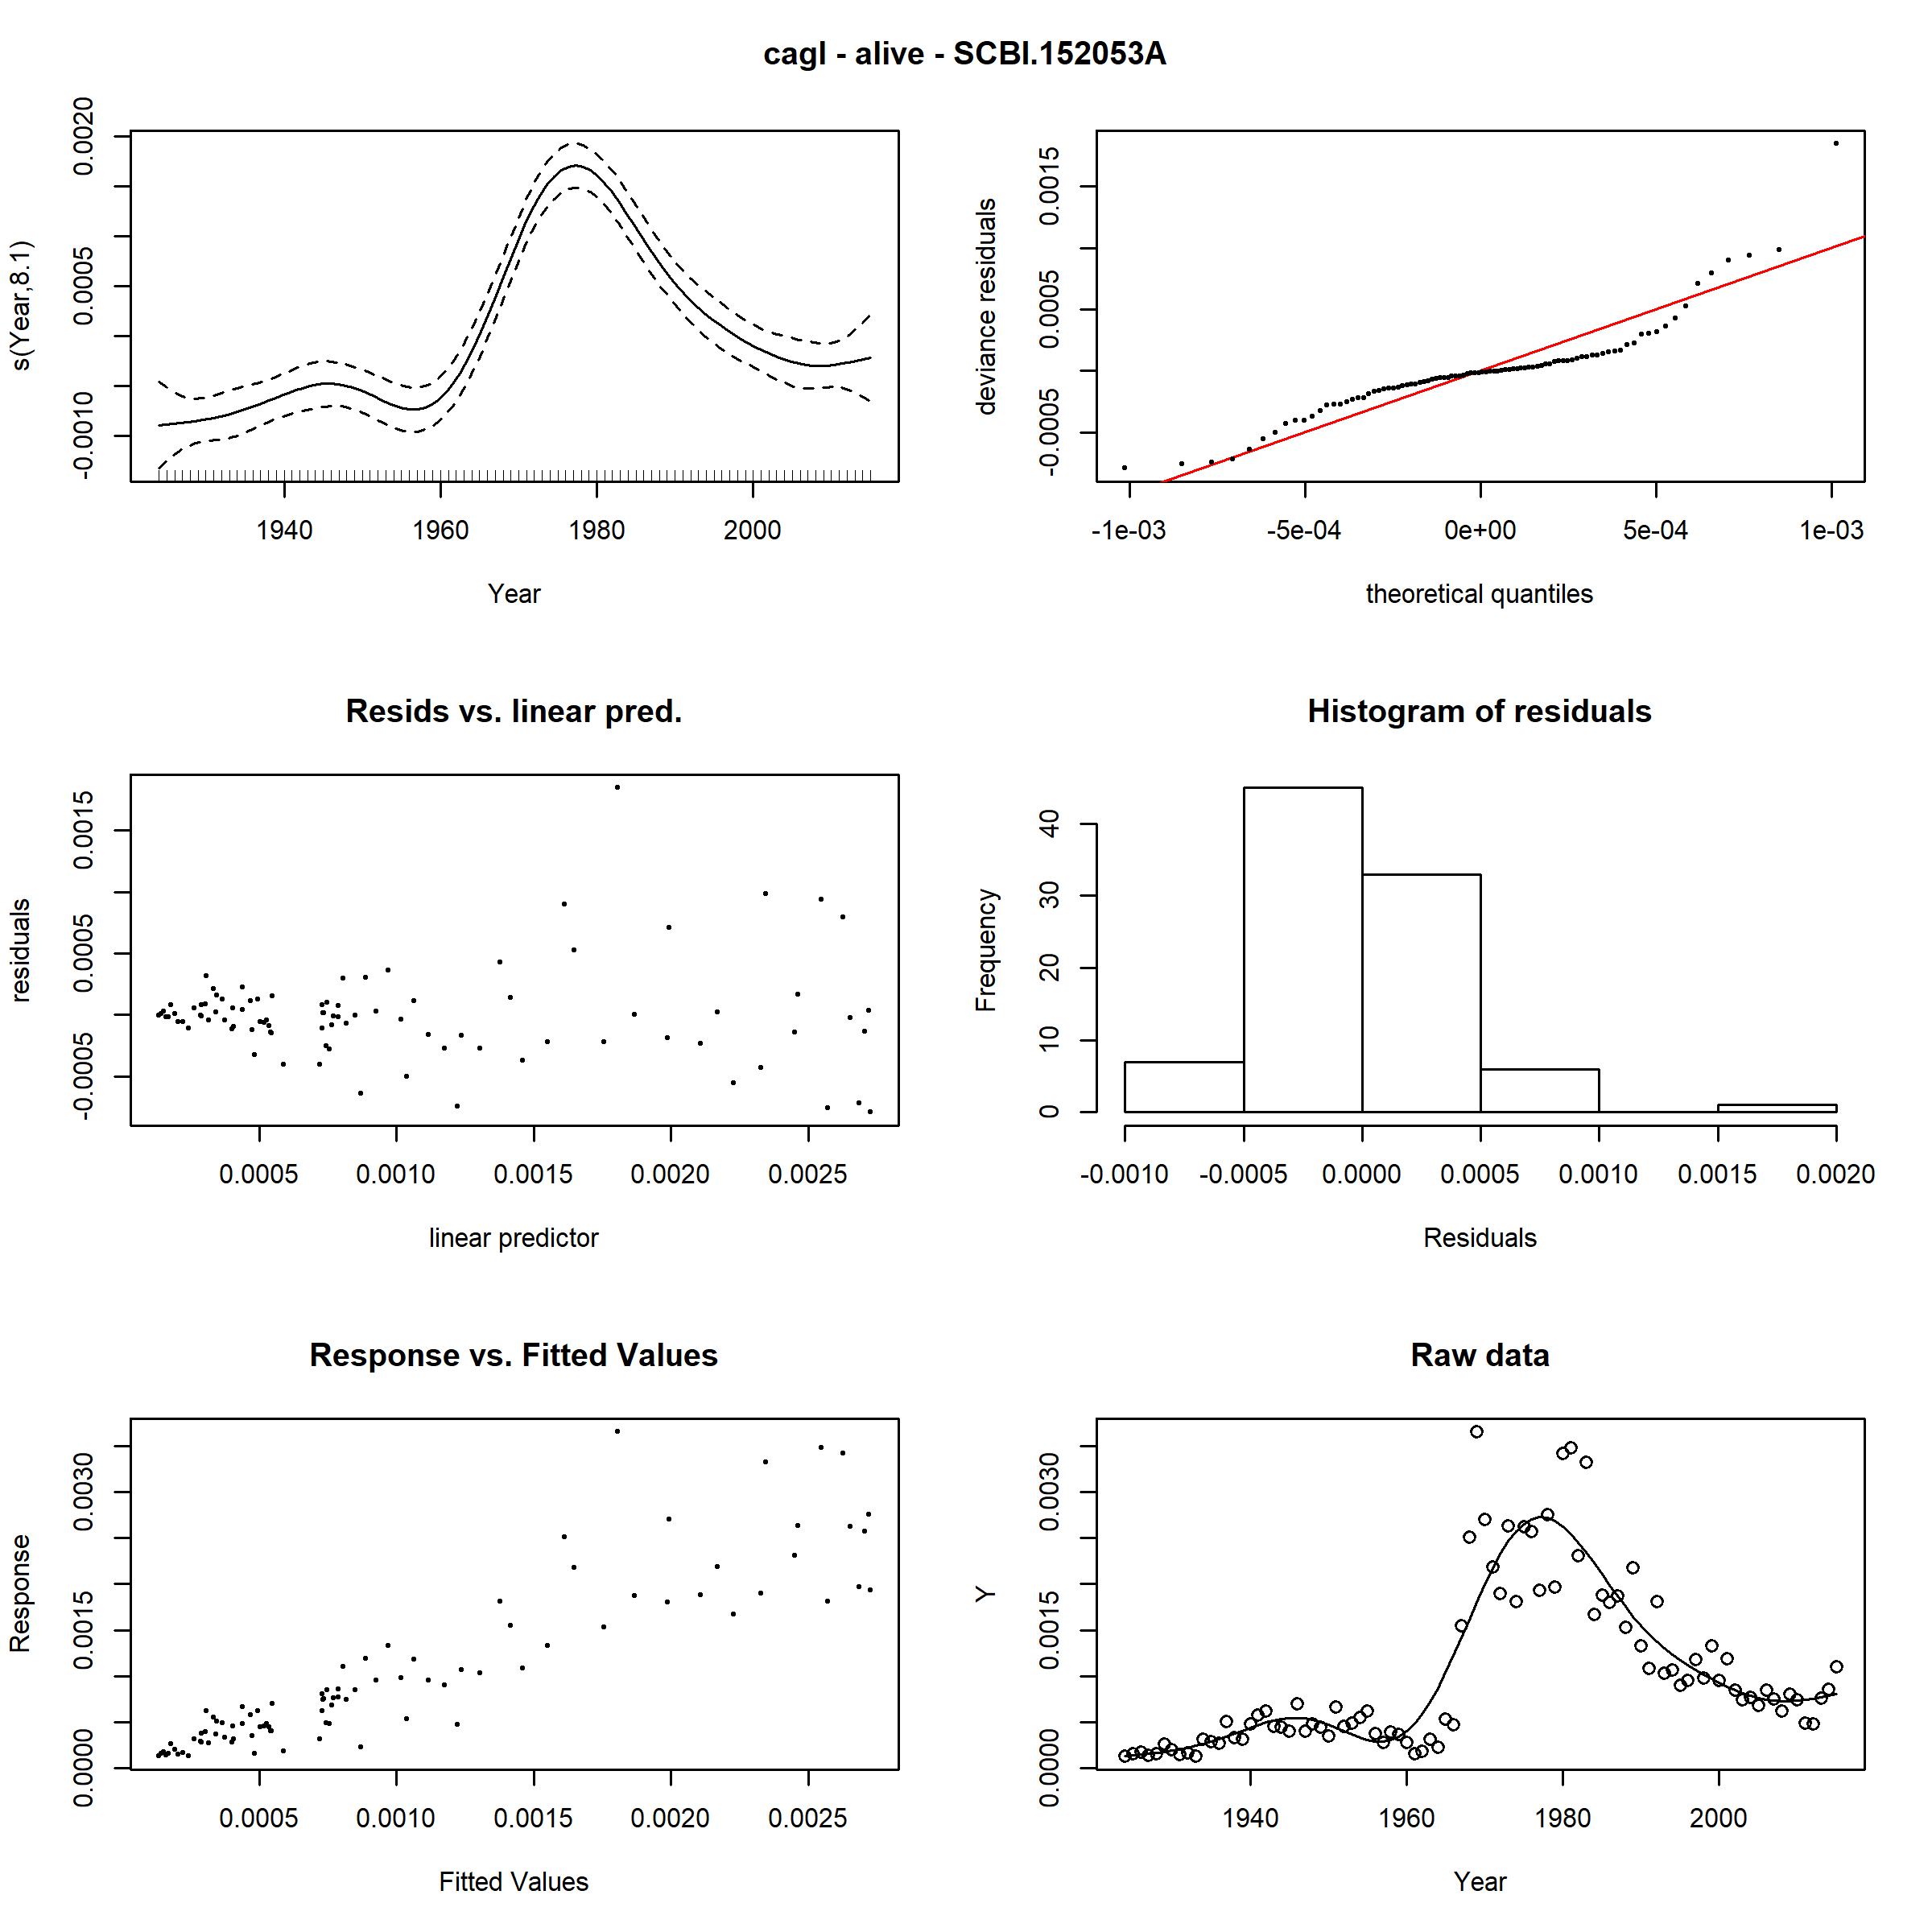 cagl - alive - SCBI.152053A
s(Year,8.1)
-0.0010 0.0005 0.0020
1940 1960 1980 2000
Year
deviance residuals
-0.0005 0.0005 0.0015
-1e-03 -5e-04 0e+00 5e-04 1e-03
theoretical quantiles
Resids vs. linear pred.
residuals
-0.0005 0.0005 0.0015
0.0005 0.0010 0.0015 0.0020 0.0025
linear predictor
Histogram of residuals
Frequency
0 10 20 30 40
-0.0010 -0.0005 0.0000 0.0005 0.0010 0.0015 0.0020
Residuals
Response vs. Fitted Values
Response
0.0000 0.0015 0.0030
0.0005 0.0010 0.0015 0.0020 0.0025
Fitted Values
Raw data
Y
0.0000 0.0015 0.0030
1940 1960 1980 2000
Year